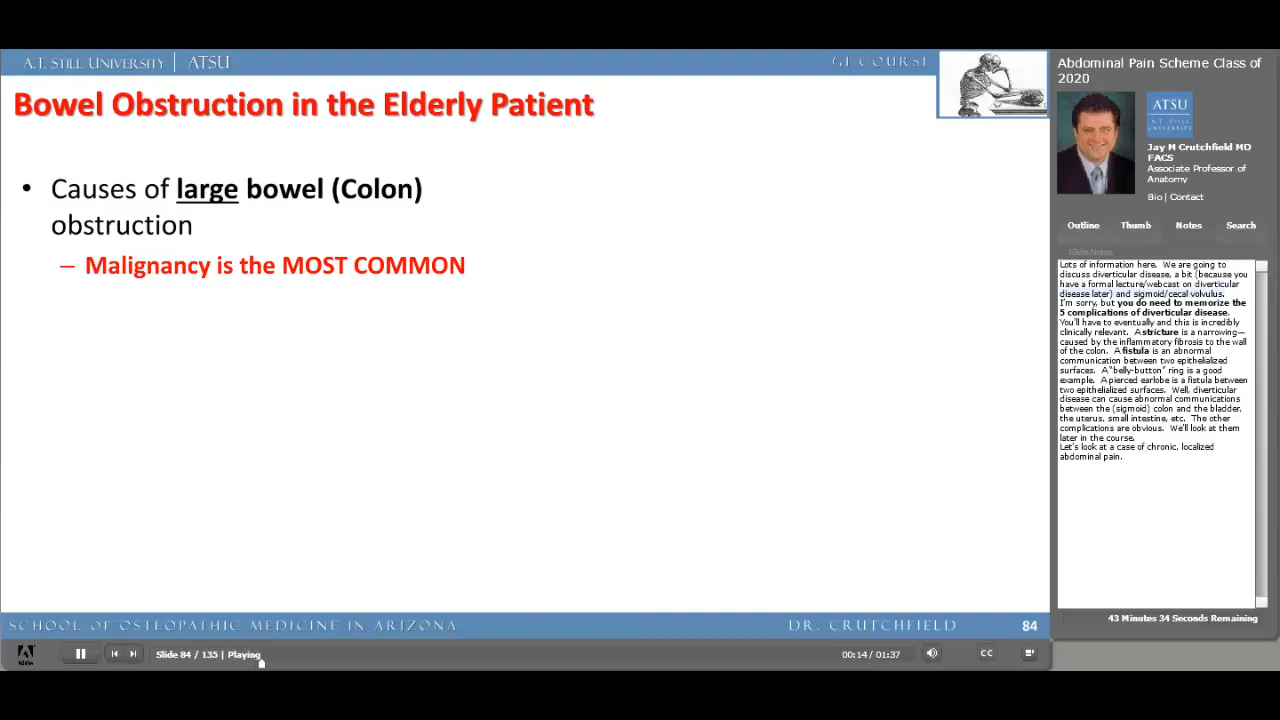 A.T. STILL UNIVERSITY | ATSU
GI COURSE
Bowel Obstruction in the Elderly Patient
• Causes of large bowel (Colon)
obstruction
– Malignancy is the MOST COMMON
SCHOOL OF OSTEOPATHIC MEDICINE IN ARIZONA
DR. CRUTCHFIELD
84
Abdominal Pain Scheme Class of
2020
ATSU
A.T. STILL
UNIVERSITY
Jay M Crutchfield MD
FACS
Associate Professor of
Anatomy
Bio | Contact
Outline Thumb Notes Search
Slide Notes
Lots of information here. We are going to
discuss diverticular disease, a bit (because you
have a formal lecture/webcast on diverticular
disease later) and sigmoid/cecal volvulus.
I'm sorry, but you do need to memorize the
5 complications of diverticular disease.
You'll have to eventually and this is incredibly
clinically relevant. A stricture is a narrowing—
caused by the inflammatory fibrosis to the wall
of the colon. A fistula is an abnormal
communication between two epithelialized
surfaces. A "belly-button" ring is a good
example. A pierced earlobe is a fistula between
two epithelialized surfaces. Well, diverticular
disease can cause abnormal communications
between the (sigmoid) colon and the bladder,
the uterus, small intestine, etc. The other
complications are obvious. We'll look at them
later in the course.
Let's look at a case of chronic, localized
abdominal pain.
43 Minutes 34 Seconds Remaining
Adobe
Slide 84 / 135 | Playing
00:14 / 01:37
CC